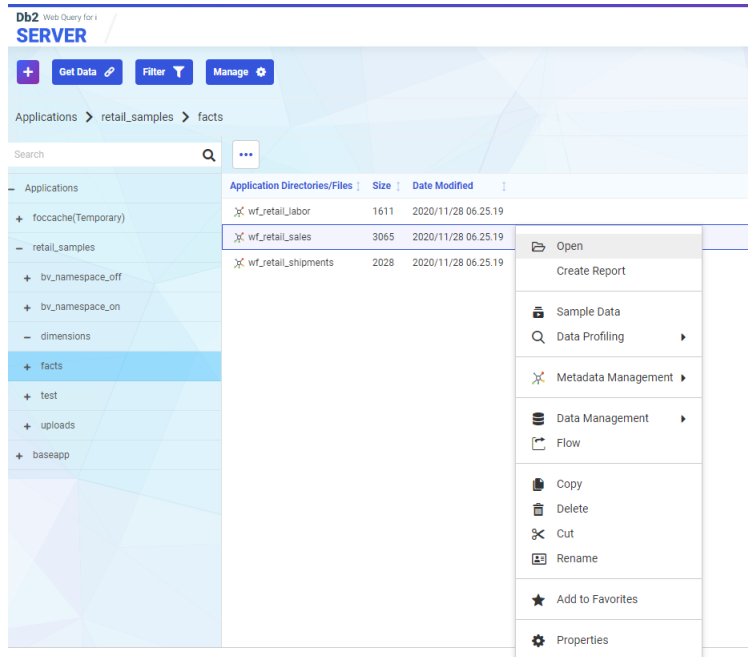 Db2 Web Query for i
SERVER
+ Get Data Filter Manage
Applications > retail_samples > facts
Search
...
Application Directories/Files Size Date Modified
− Applications
+ foccache(Temporary)
− retail_samples
+ bv_namespace_off
+ bv_namespace_on
− dimensions
+ facts
+ test
+ uploads
+ baseapp
wf_retail_labor 1611 2020/11/28 06.25.19
wf_retail_sales 3065 2020/11/28 06.25.19
wf_retail_shipments 2028 2020/11/28 06.25.19
Open
Create Report
Sample Data
Data Profiling
Metadata Management
Data Management
Flow
Copy
Delete
Cut
Rename
Add to Favorites
Properties